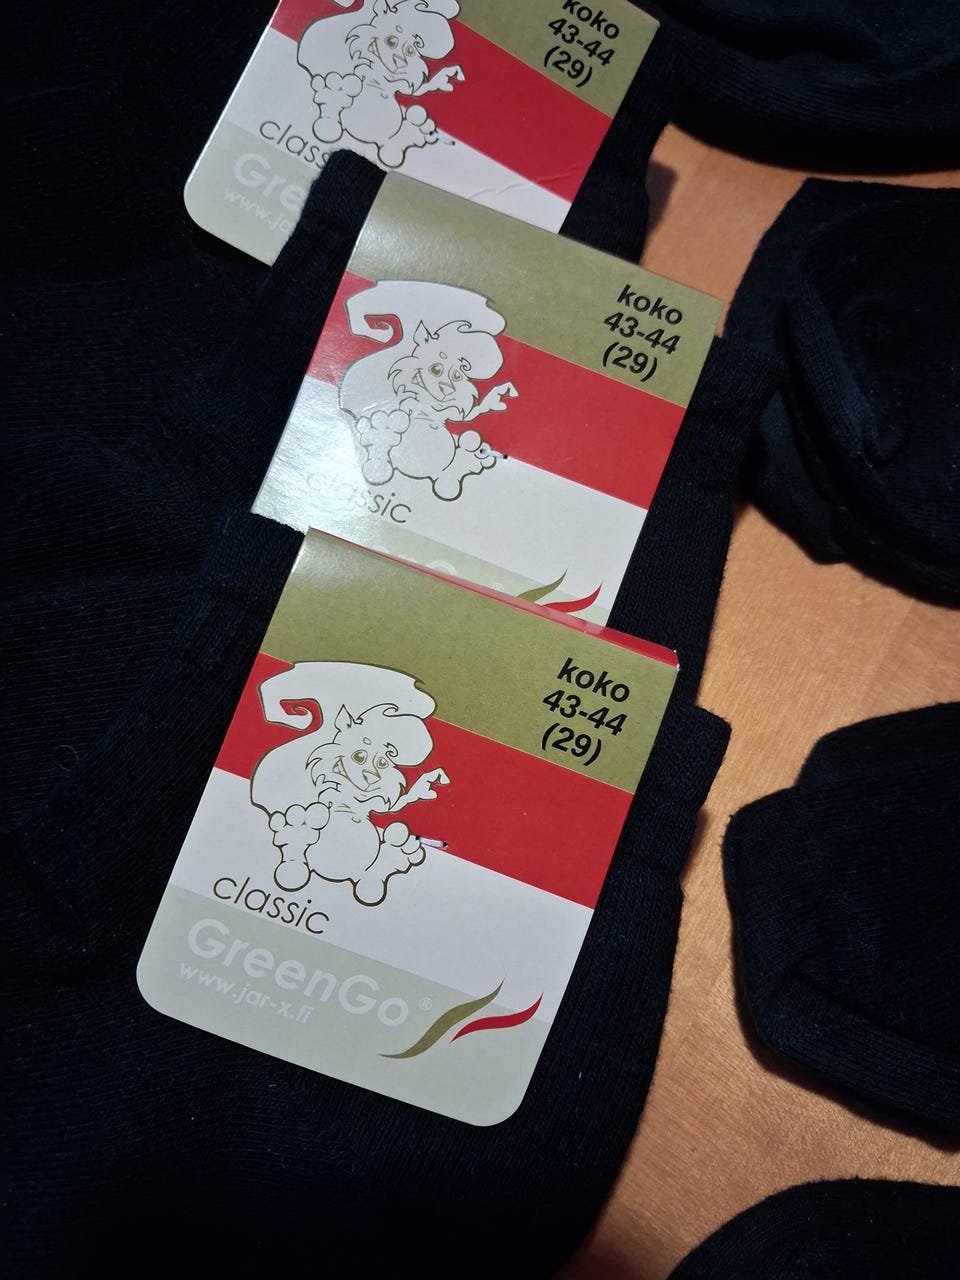 koko
43-44
(29)
classic
koko
43-44
(29)
classic
®
koko
43-44
(29)
classic
GreenGo®
www.jar-x.fi